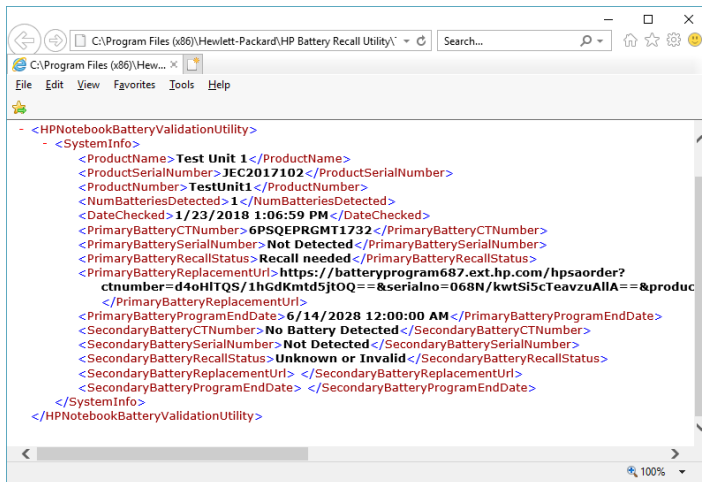 C:\Program Files (x86)\Hewlett-Packard\HP Battery Recall Utility\
Search...
C:\Program Files (x86)\Hew...
File Edit View Favorites Tools Help
- <HPNotebookBatteryValidationUtility>
- <SystemInfo>
<ProductName>Test Unit 1</ProductName>
<ProductSerialNumber>JEC2017102</ProductSerialNumber>
<ProductNumber>TestUnit1</ProductNumber>
<NumBatteriesDetected>1</NumBatteriesDetected>
<DateChecked>1/23/2018 1:06:59 PM</DateChecked>
<PrimaryBatteryCTNumber>6PSQEPRGMT1732</PrimaryBatteryCTNumber>
<PrimaryBatterySerialNumber>Not Detected</PrimaryBatterySerialNumber>
<PrimaryBatteryRecallStatus>Recall needed</PrimaryBatteryRecallStatus>
<PrimaryBatteryReplacementUrl>https://batteryprogram687.ext.hp.com/hpsaorder?
ctnumber=d4oHlTQS/1hGdKmtd5jtOQ==&serialno=068N/kwtSi5cTeavzuAllA==&produc
</PrimaryBatteryReplacementUrl>
<PrimaryBatteryProgramEndDate>6/14/2028 12:00:00 AM</PrimaryBatteryProgramEndDate>
<SecondaryBatteryCTNumber>No Battery Detected</SecondaryBatteryCTNumber>
<SecondaryBatterySerialNumber>Not Detected</SecondaryBatterySerialNumber>
<SecondaryBatteryRecallStatus>Unknown or Invalid</SecondaryBatteryRecallStatus>
<SecondaryBatteryReplacementUrl> </SecondaryBatteryReplacementUrl>
<SecondaryBatteryProgramEndDate> </SecondaryBatteryProgramEndDate>
</SystemInfo>
</HPNotebookBatteryValidationUtility>
100%